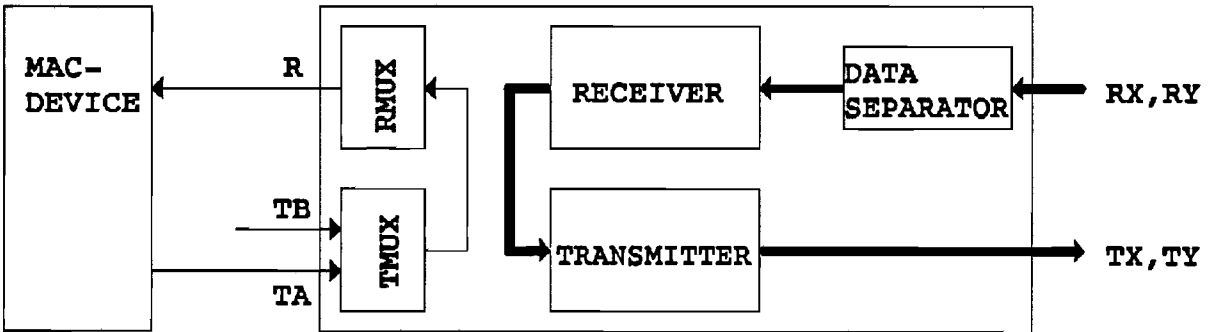 MAC-
DEVICE
R
RMUX
RECEIVER
DATA
SEPARATOR
RX,RY
TB
TA
TMUX
TRANSMITTER
TX,TY